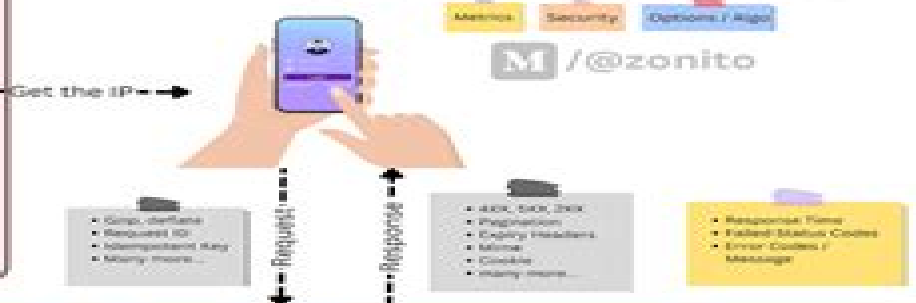 Metrics
Security
Options / Algo
M /@zonito
Get the IP
Gzip, deflate
Request ID
Idempotent Key
Many more...
Request
Response
4XX, 5XX, 2XX
Pagination
Expiry Headers
Mime
Cookie
many more...
Response Time
Failed Status Codes
Error Codes /
Message